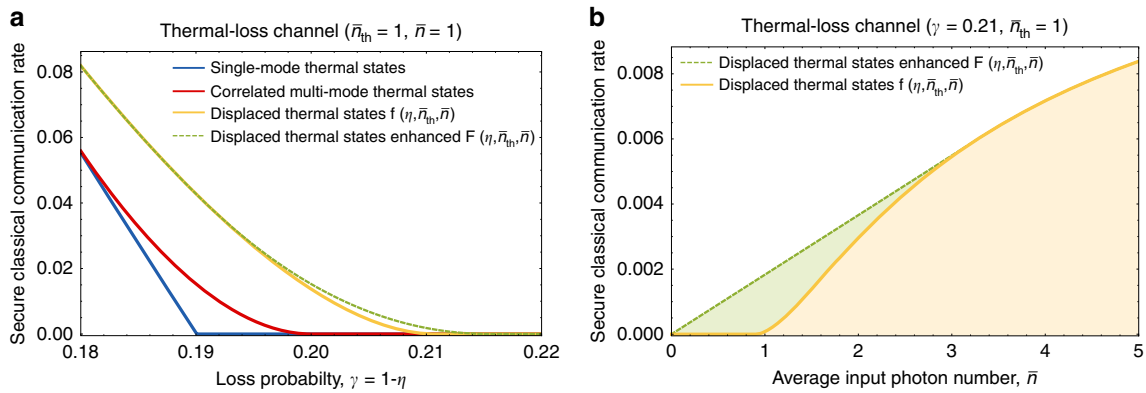 a
Thermal-loss channel (n̄th = 1, n̄ = 1)
Secure classical communication rate
0.08
0.06
0.04
0.02
0.00
Single-mode thermal states
Correlated multi-mode thermal states
Displaced thermal states f (η,n̄th,n̄)
Displaced thermal states enhanced F (η,n̄th,n̄)
0.18 0.19 0.20 0.21 0.22
Loss probabilty, γ = 1-η
b
Thermal-loss channel (γ = 0.21, n̄th = 1)
Secure classical communication rate
0.008
0.006
0.004
0.002
0.000
Displaced thermal states enhanced F (η,n̄th,n̄)
Displaced thermal states f (η,n̄th,n̄)
0 1 2 3 4 5
Average input photon number, n̄